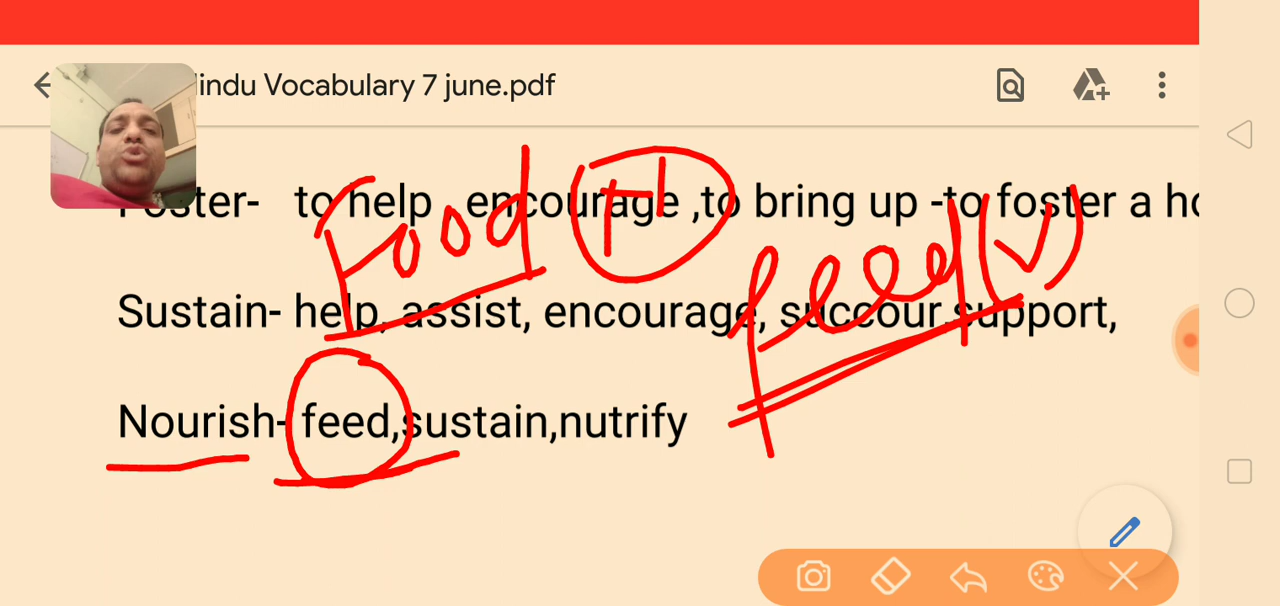 indu Vocabulary 7 june.pdf
Foster- to help, encourage ,to bring up -to foster a ho
Food H feed (V)
Sustain- help, assist, encourage, succour,support,
Nourish- feed,sustain,nutrify